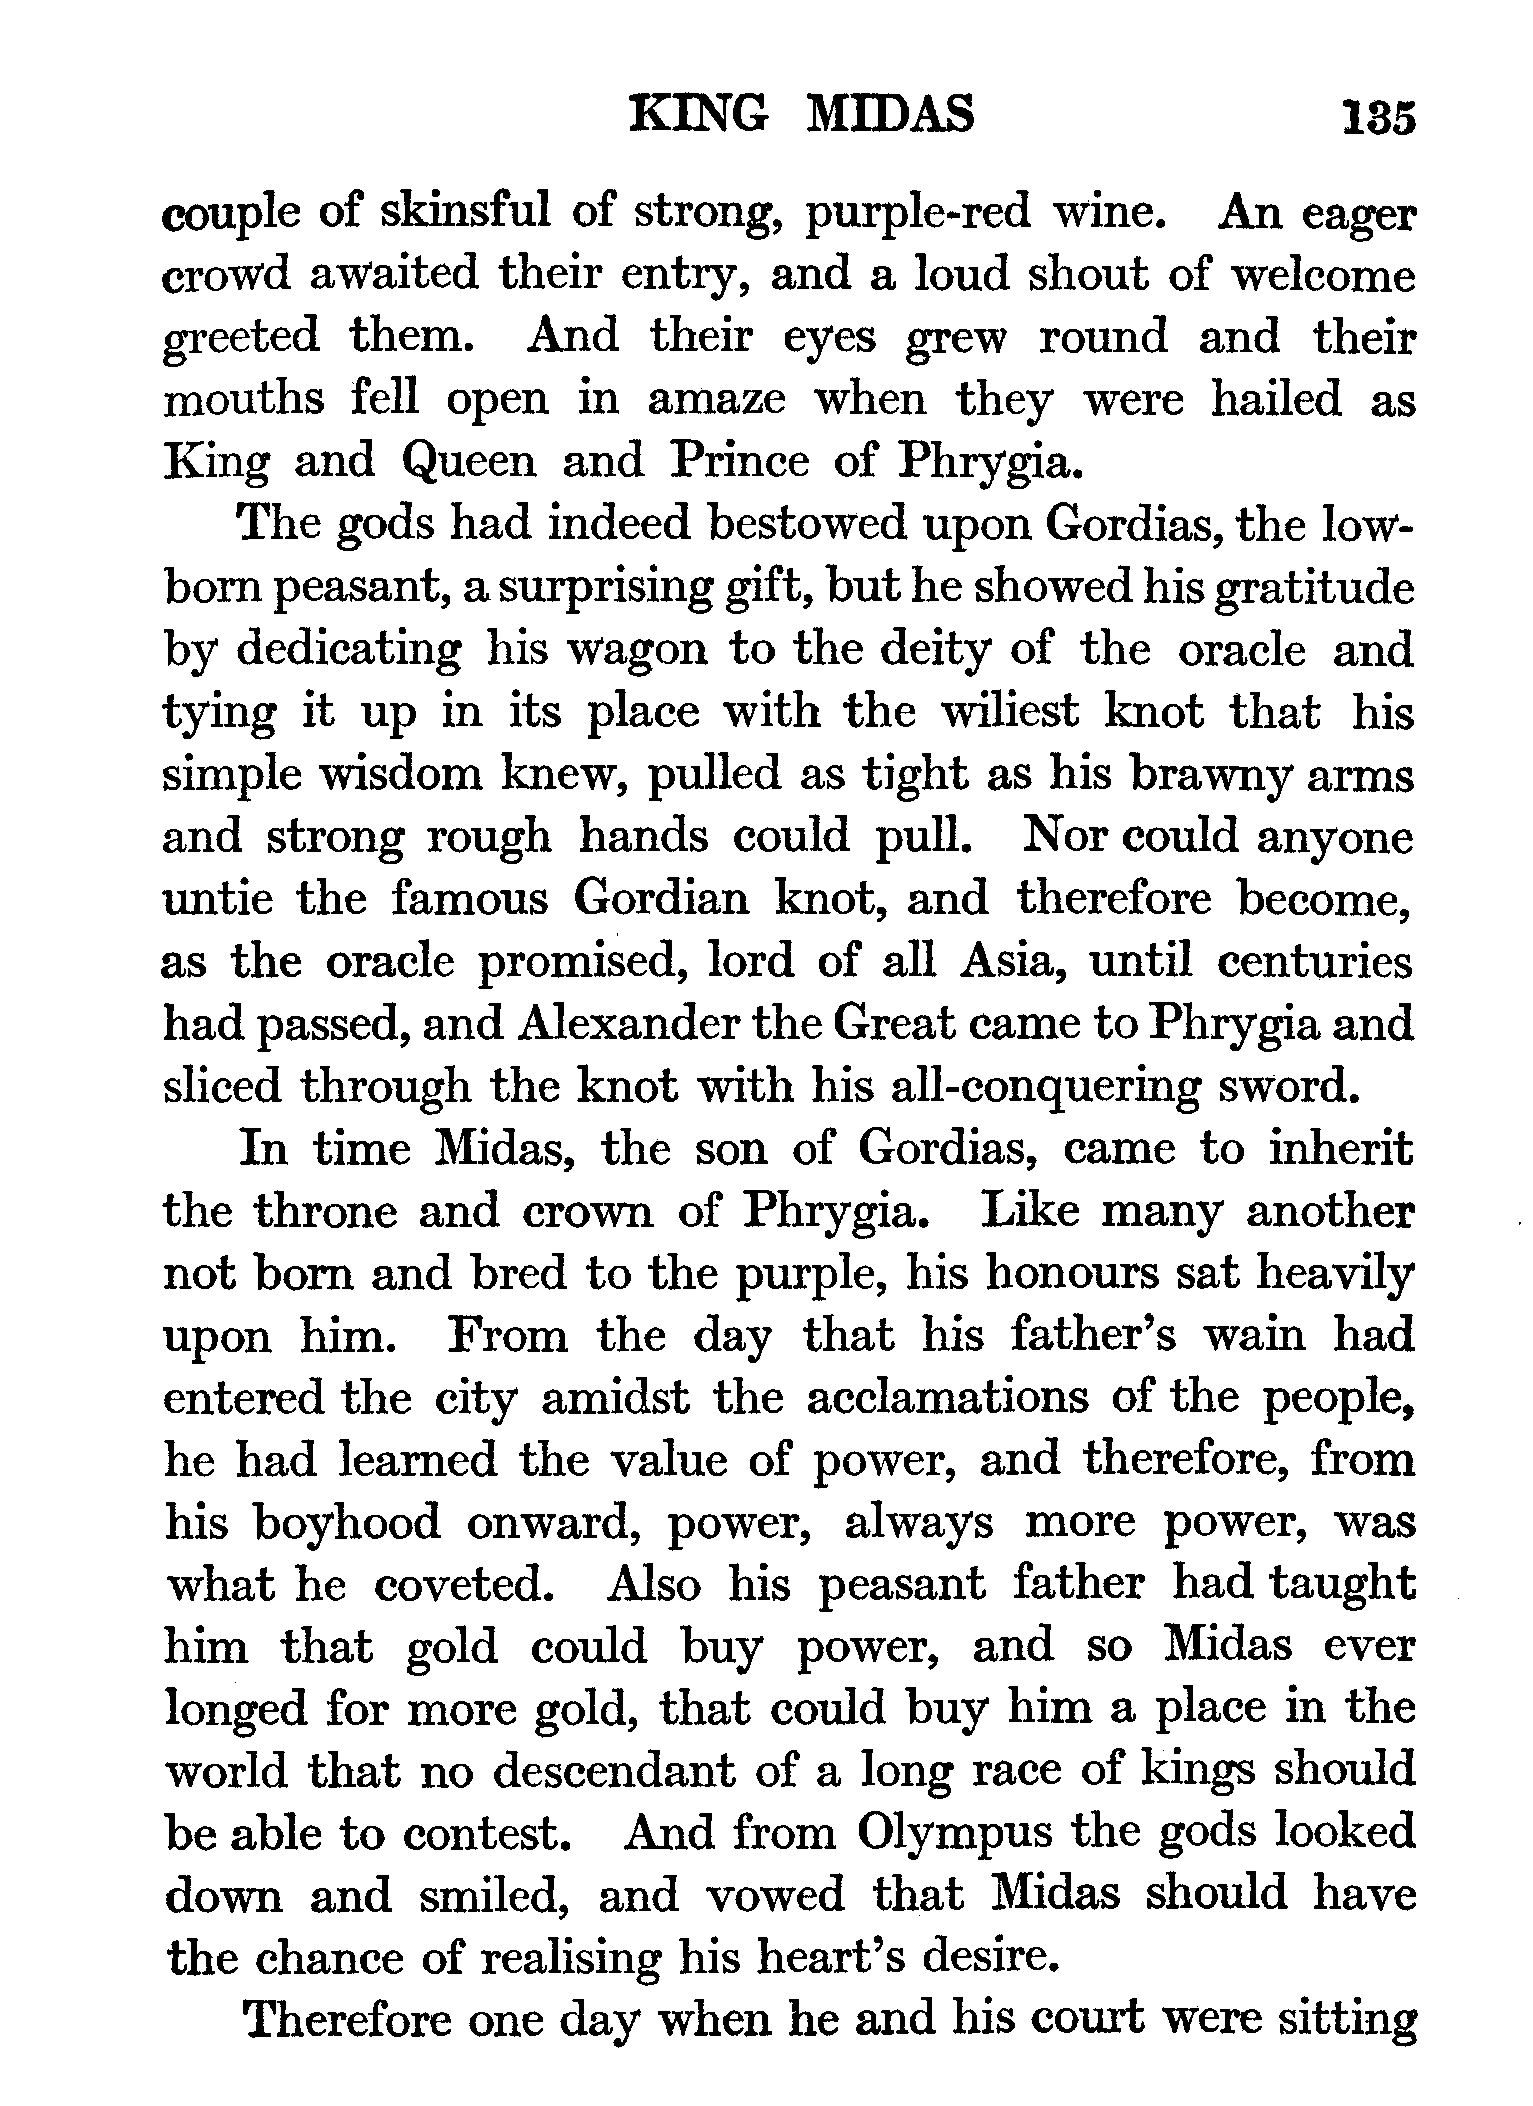 KING MIDAS 135
couple of skinsful of strong, purple-red wine. An eager
crowd awaited their entry, and a loud shout of welcome
greeted them. And their eyes grew round and their
mouths fell open in amaze when they were hailed as
King and Queen and Prince of Phrygia.
The gods had indeed bestowed upon Gordias, the low-
born peasant, a surprising gift, but he showed his gratitude
by dedicating his wagon to the deity of the oracle and
tying it up in its place with the wiliest knot that his
simple wisdom knew, pulled as tight as his brawny arms
and strong rough hands could pull. Nor could anyone
untie the famous Gordian knot, and therefore become,
as the oracle promised, lord of all Asia, until centuries
had passed, and Alexander the Great came to Phrygia and
sliced through the knot with his all-conquering sword.
In time Midas, the son of Gordias, came to inherit
the throne and crown of Phrygia. Like many another
not born and bred to the purple, his honours sat heavily
upon him. From the day that his father's wain had
entered the city amidst the acclamations of the people,
he had learned the value of power, and therefore, from
his boyhood onward, power, always more power, was
what he coveted. Also his peasant father had taught
him that gold could buy power, and so Midas ever
longed for more gold, that could buy him a place in the
world that no descendant of a long race of kings should
be able to contest. And from Olympus the gods looked
down and smiled, and vowed that Midas should have
the chance of realising his heart's desire.
Therefore one day when he and his court were sitting